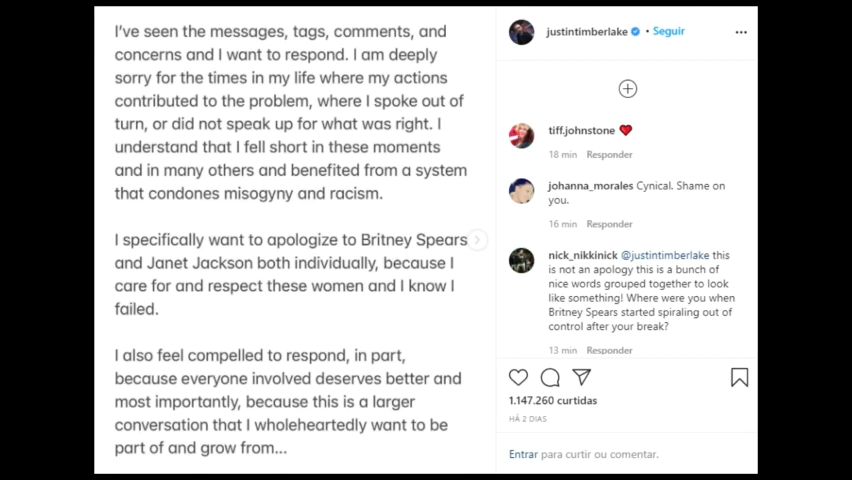 I've seen the messages, tags, comments, and
concerns and I want to respond. I am deeply
sorry for the times in my life where my actions
contributed to the problem, where I spoke out of
turn, or did not speak up for what was right. I
understand that I fell short in these moments
and in many others and benefited from a system
that condones misogyny and racism.
I specifically want to apologize to Britney Spears
and Janet Jackson both individually, because I
care for and respect these women and I know I
failed.
I also feel compelled to respond, in part,
because everyone involved deserves better and
most importantly, because this is a larger
conversation that I wholeheartedly want to be
part of and grow from...
justintimberlake • Seguir
tiff.johnstone
18 min Responder
johanna_morales Cynical. Shame on
you.
16 min Responder
nick_nikkinick @justintimberlake this
is not an apology this is a bunch of
nice words grouped together to look
like something! Where were you when
Britney Spears started spiraling out of
control after your break?
13 min Responder
1.147.260 curtidas
HÁ 2 DIAS
Entrar para curtir ou comentar.